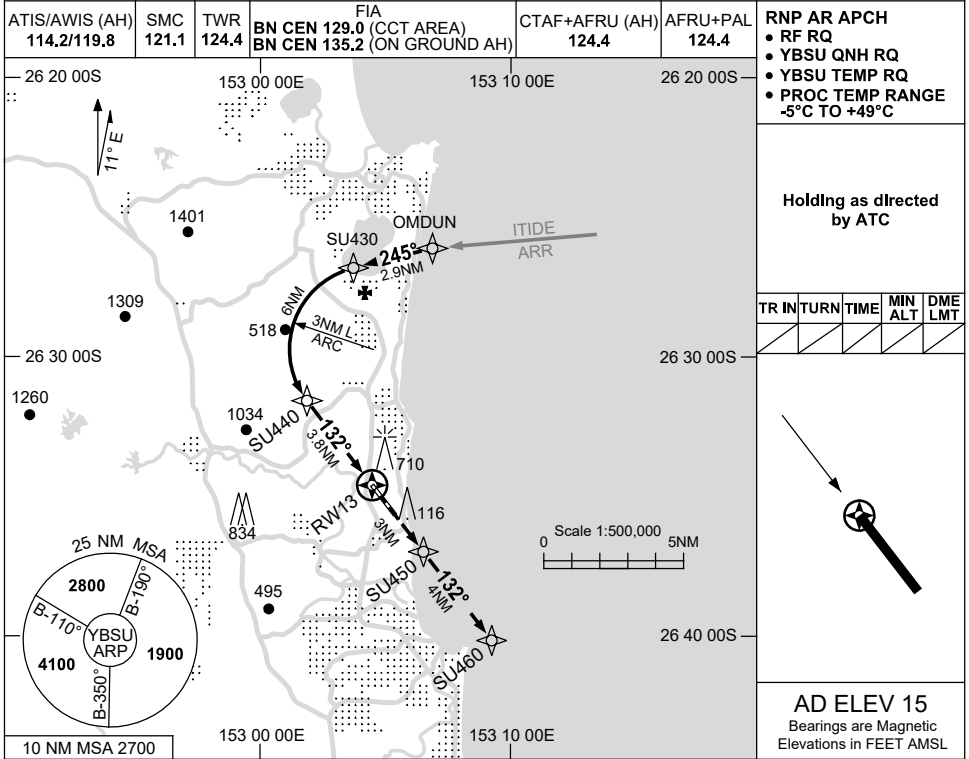 ATIS/AWIS (AH)
114.2/119.8
SMC
121.1
TWR
124.4
FIA
BN CEN 129.0 (CCT AREA)
BN CEN 135.2 (ON GROUND AH)
CTAF+AFRU (AH)
124.4
AFRU+PAL
124.4
RNP AR APCH
• RF RQ
• YBSU QNH RQ
• YBSU TEMP RQ
• PROC TEMP RANGE
-5°C TO +49°C
Holding as directed
by ATC
TR IN
TURN
TIME
MIN
ALT
DME
LMT
26 20 00S
153 00 00E
153 10 00E
26 20 00S
11° E
1401
SU430
OMDUN
ITIDE
ARR
245°
2.9NM
1309
6NM
518
3NM L
ARC
26 30 00S
26 30 00S
1260
1034
SU440
132°
3.8NM
710
RW13
116
834
3NM
Scale 1:500,000
0
5NM
25 NM MSA
2800
B-190°
B-110°
YBSU
ARP
4100
1900
B-350°
495
SU450
132°
4NM
SU460
26 40 00S
10 NM MSA 2700
153 00 00E
153 10 00E
AD ELEV 15
Bearings are Magnetic
Elevations in FEET AMSL